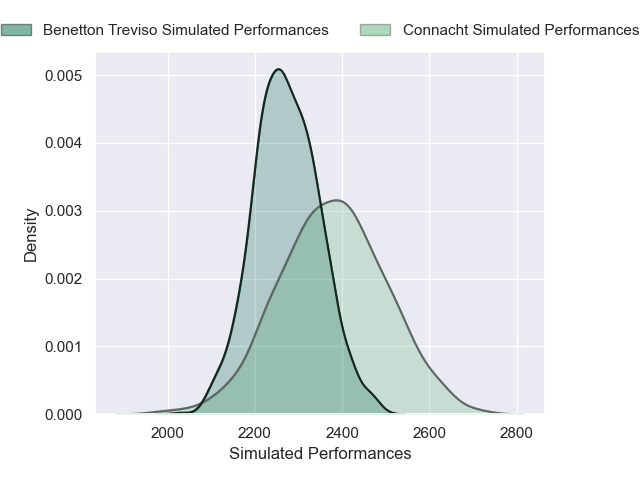 Benetton Treviso Simulated Performances Connacht Simulated Performances
0.005
0.004
0.003
0.002
0.001
0.000
Density
2000 2200 2400 2600 2800
Simulated Performances